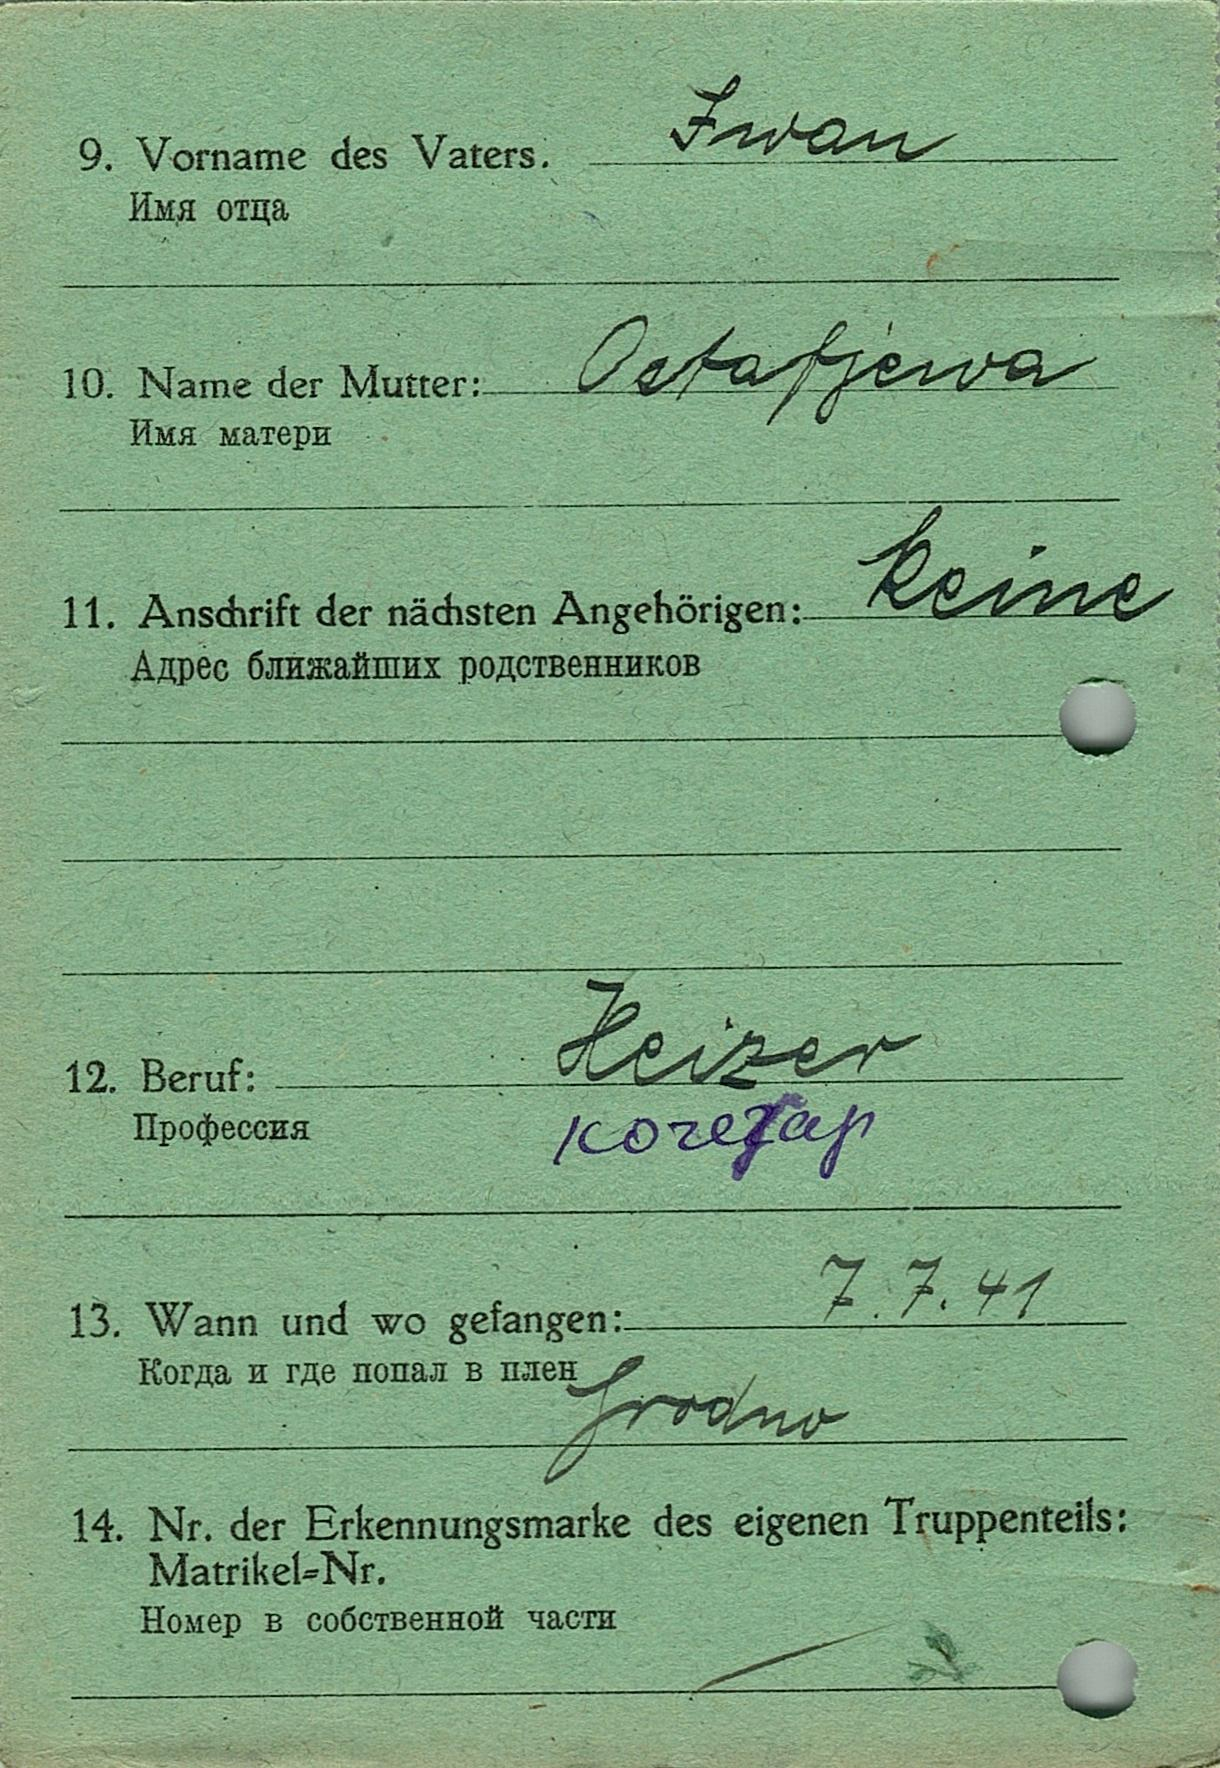 9. Vorname des Vaters. Iwan
Имя отца
10. Name der Mutter: Ostafjewa
Имя матери
11. Anschrift der nächsten Angehörigen: keine
Адрес ближайших родственников
12. Beruf: Heizer
Профессия кочегар
13. Wann und wo gefangen: 7.7.41
Когда и где попал в плен
Grodno
14. Nr. der Erkennungsmarke des eigenen Truppenteils:
Matrikel=Nr.
Номер в собственной части